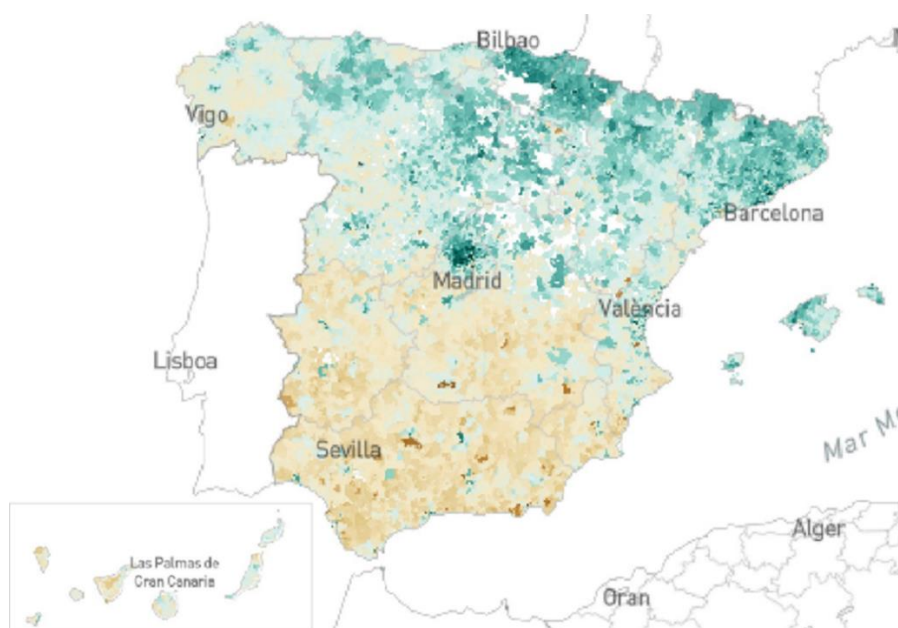 Bilbao
Vigo
Barcelona
Madrid
València
Lisboa
Sevilla
Mar M
Alger
Las Palmas de
Gran Canaria
Oran